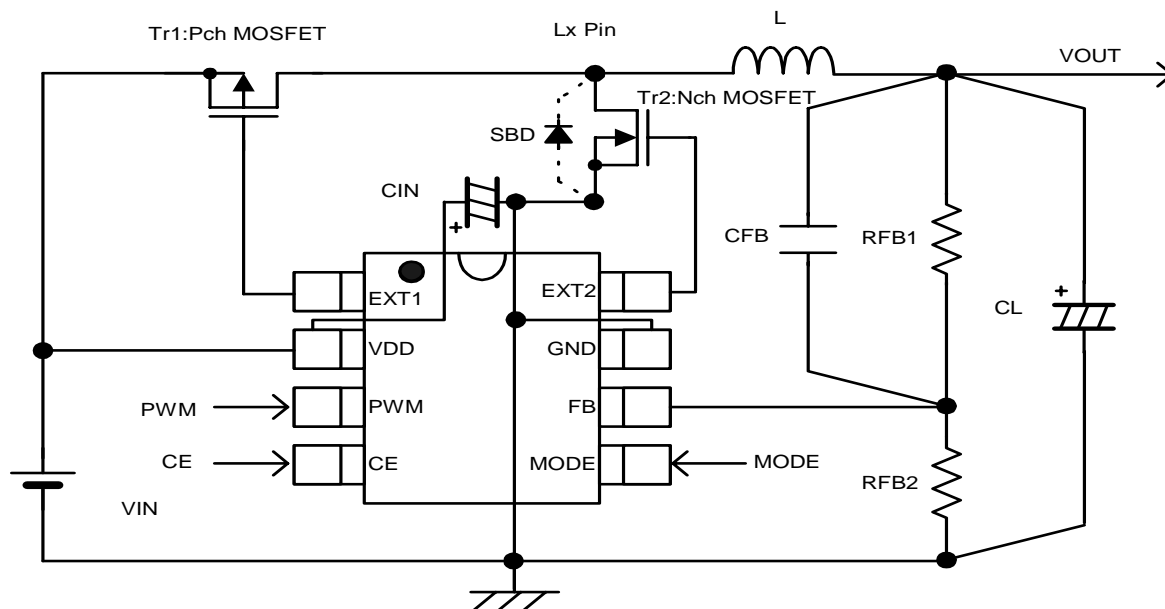 L
Tr1:Pch MOSFET
Lx Pin
VOUT
Tr2:Nch MOSFET
SBD
CIN
+
CFB
RFB1
EXT1
EXT2
+
CL
VDD
GND
PWM
PWM
FB
CE
CE
MODE
MODE
RFB2
VIN